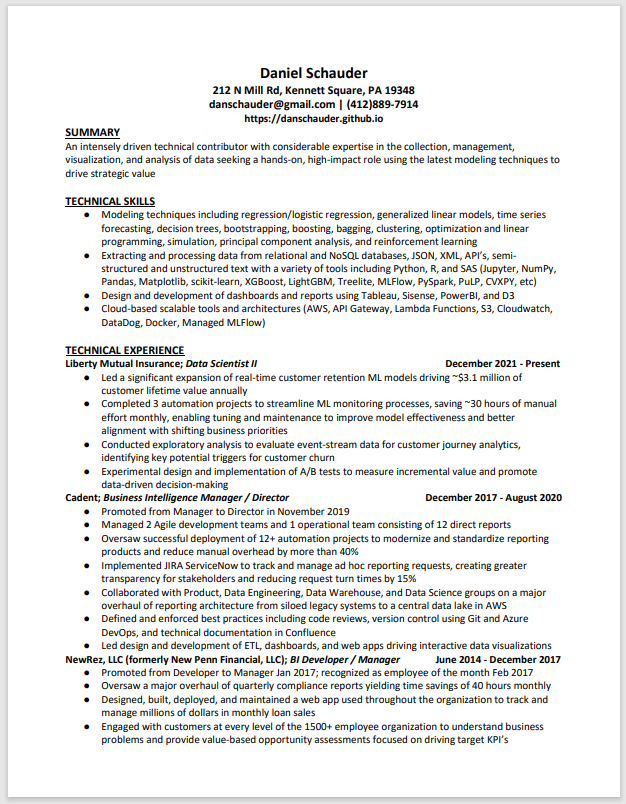 Daniel Schauder
212 N Mill Rd, Kennett Square, PA 19348
danschauder@gmail.com | (412)889-7914
https://danschauder.github.io
SUMMARY
An intensely driven technical contributor with considerable expertise in the collection, management,
visualization, and analysis of data seeking a hands-on, high-impact role using the latest modeling techniques to
drive strategic value
TECHNICAL SKILLS
● Modeling techniques including regression/logistic regression, generalized linear models, time series
forecasting, decision trees, bootstrapping, boosting, bagging, clustering, optimization and linear
programming, simulation, principal component analysis, and reinforcement learning
● Extracting and processing data from relational and NoSQL databases, JSON, XML, API's, semi-
structured and unstructured text with a variety of tools including Python, R, and SAS (Jupyter, NumPy,
Pandas, Matplotlib, scikit-learn, XGBoost, LightGBM, Treelite, MLFlow, PySpark, PuLP, CVXPY, etc)
● Design and development of dashboards and reports using Tableau, Sisense, PowerBI, and D3
● Cloud-based scalable tools and architectures (AWS, API Gateway, Lambda Functions, S3, Cloudwatch,
DataDog, Docker, Managed MLFlow)
TECHNICAL EXPERIENCE
Liberty Mutual Insurance; Data Scientist II December 2021 - Present
● Led a significant expansion of real-time customer retention ML models driving ~$3.1 million of
customer lifetime value annually
● Completed 3 automation projects to streamline ML monitoring processes, saving ~30 hours of manual
effort monthly, enabling tuning and maintenance to improve model effectiveness and better
alignment with shifting business priorities
● Conducted exploratory analysis to evaluate event-stream data for customer journey analytics,
identifying key potential triggers for customer churn
● Experimental design and implementation of A/B tests to measure incremental value and promote
data-driven decision-making
Cadent; Business Intelligence Manager / Director December 2017 - August 2020
● Promoted from Manager to Director in November 2019
● Managed 2 Agile development teams and 1 operational team consisting of 12 direct reports
● Oversaw successful deployment of 12+ automation projects to modernize and standardize reporting
products and reduce manual overhead by more than 40%
● Implemented JIRA ServiceNow to track and manage ad hoc reporting requests, creating greater
transparency for stakeholders and reducing request turn times by 15%
● Collaborated with Product, Data Engineering, Data Warehouse, and Data Science groups on a major
overhaul of reporting architecture from siloed legacy systems to a central data lake in AWS
● Defined and enforced best practices including code reviews, version control using Git and Azure
DevOps, and technical documentation in Confluence
● Led design and development of ETL, dashboards, and web apps driving interactive data visualizations
NewRez, LLC (formerly New Penn Financial, LLC); BI Developer / Manager June 2014 - December 2017
● Promoted from Developer to Manager Jan 2017; recognized as employee of the month Feb 2017
● Oversaw a major overhaul of quarterly compliance reports yielding time savings of 40 hours monthly
● Designed, built, deployed, and maintained a web app used throughout the organization to track and
manage millions of dollars in monthly loan sales
● Engaged with customers at every level of the 1500+ employee organization to understand business
problems and provide value-based opportunity assessments focused on driving target KPI's